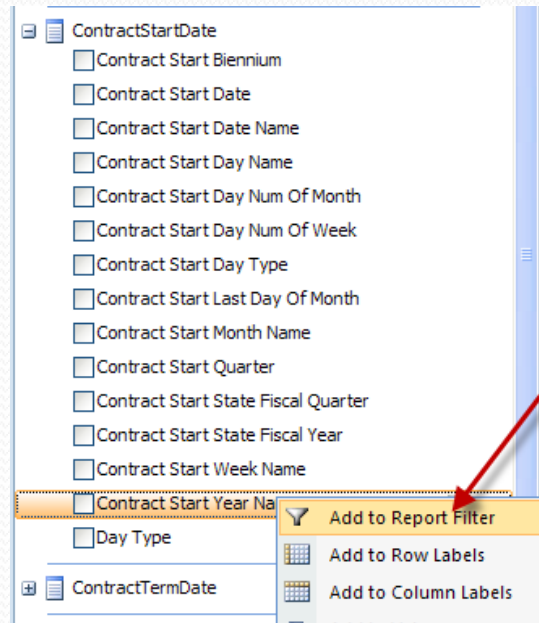 ContractStartDate
Contract Start Biennium
Contract Start Date
Contract Start Date Name
Contract Start Day Name
Contract Start Day Num Of Month
Contract Start Day Num Of Week
Contract Start Day Type
Contract Start Last Day Of Month
Contract Start Month Name
Contract Start Quarter
Contract Start State Fiscal Quarter
Contract Start State Fiscal Year
Contract Start Week Name
Contract Start Year Na
Add to Report Filter
Day Type
Add to Row Labels
ContractTermDate
Add to Column Labels